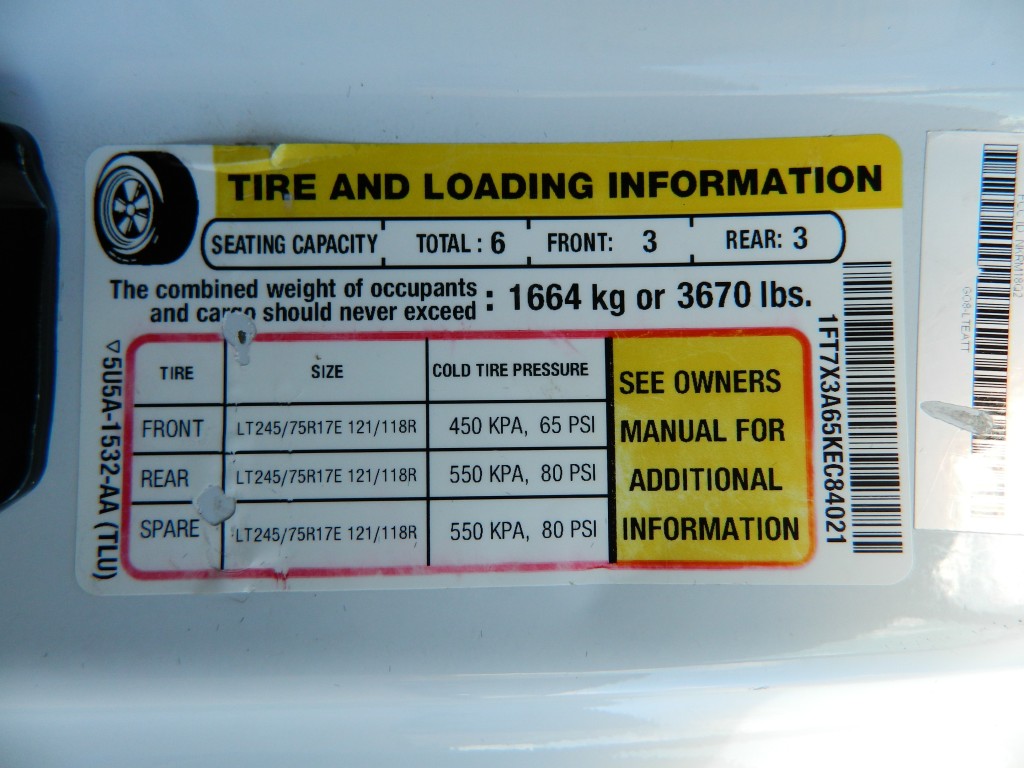 TIRE AND LOADING INFORMATION
SEATING CAPACITY TOTAL : 6 FRONT: 3 REAR: 3
The combined weight of occupants
and cargo should never exceed : 1664 kg or 3670 lbs.
TIRE SIZE COLD TIRE PRESSURE
FRONT LT245/75R17E 121/118R 450 KPA, 65 PSI
REAR LT245/75R17E 121/118R 550 KPA, 80 PSI
SPARE LT245/75R17E 121/118R 550 KPA, 80 PSI
SEE OWNERS
MANUAL FOR
ADDITIONAL
INFORMATION
5U5A-1532-AA (TLU)
1FT7X3A65KEC84021